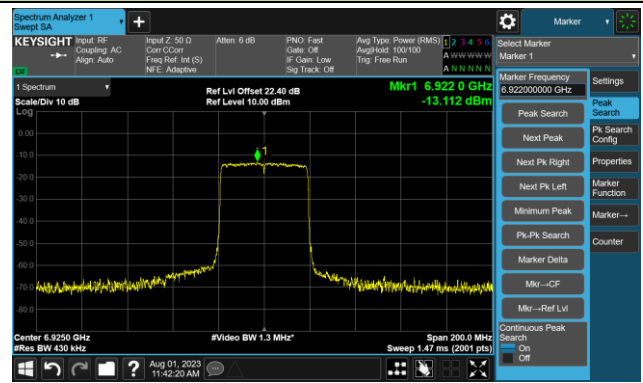 Spectrum Analyzer 1
Swept SA
Marker
KEYSIGHT
Input: RF
Coupling: AC
Align: Auto
Input Z: 50 Ω
Corr CCorr
Freq Ref: Int (S)
NFE: Adaptive
Atten: 6 dB
PNO: Fast
Gate: Off
IF Gain: Low
Sig Track: Off
Avg Type: Power (RMS)
Avg|Hold: 100/100
Trig: Free Run
1 2 3 4 5 6
A W W W W W
A N N N N N
LV
Select Marker
Marker 1
1 Spectrum
Scale/Div 10 dB
Log
Ref Lvl Offset 22.40 dB
Ref Level 10.00 dBm
Mkr1 6.922 0 GHz
-13.112 dBm
0.00
-10.0
-20.0
-30.0
-40.0
-50.0
-60.0
-70.0
-80.0
1
Center 6.9250 GHz
#Res BW 430 kHz
#Video BW 1.3 MHz*
Span 200.0 MHz
Sweep 1.47 ms (2001 pts)
Marker Frequency
6.922000000 GHz
Peak Search
Next Peak
Next Pk Right
Next Pk Left
Minimum Peak
Pk-Pk Search
Marker Delta
Mkr→CF
Mkr→Ref Lvl
Continuous Peak
Search
On
Off
Settings
Peak
Search
Pk Search
Config
Properties
Marker
Function
Marker→
Counter
?
Aug 01, 2023
11:42:20 AM